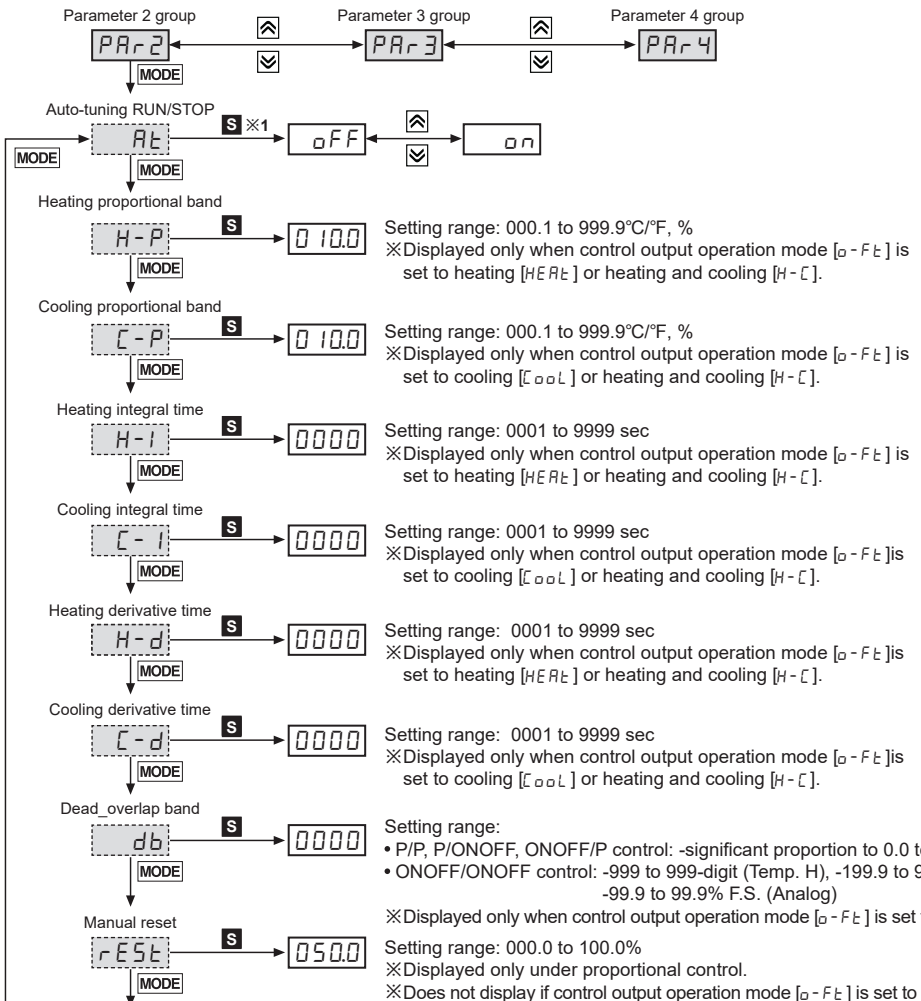 Parameter 2 group Parameter 3 group Parameter 4 group
PAr2 PAr3 PAr4
MODE
Auto-tuning RUN/STOP
MODE At S ※1 oFF on
MODE
Heating proportional band
H-P S 010.0 Setting range: 000.1 to 999.9°C/°F, %
※Displayed only when control output operation mode [o-Ft] is
MODE set to heating [HEAt] or heating and cooling [H-C].
Cooling proportional band
C-P S 010.0 Setting range: 000.1 to 999.9°C/°F, %
※Displayed only when control output operation mode [o-Ft] is
MODE set to cooling [CooL] or heating and cooling [H-C].
Heating integral time
H-I S 0000 Setting range: 0001 to 9999 sec
※Displayed only when control output operation mode [o-Ft] is
MODE set to heating [HEAt] or heating and cooling [H-C].
Cooling integral time
C-I S 0000 Setting range: 0001 to 9999 sec
※Displayed only when control output operation mode [o-Ft]is
MODE set to cooling [CooL] or heating and cooling [H-C].
Heating derivative time
H-d S 0000 Setting range: 0001 to 9999 sec
※Displayed only when control output operation mode [o-Ft]is
MODE set to heating [HEAt] or heating and cooling [H-C].
Cooling derivative time
C-d S 0000 Setting range: 0001 to 9999 sec
※Displayed only when control output operation mode [o-Ft]is
MODE set to cooling [CooL] or heating and cooling [H-C].
Dead_overlap band
db S 0000 Setting range:
• P/P, P/ONOFF, ONOFF/P control: -significant proportion to 0.0
MODE • ONOFF/ONOFF control: -999 to 999-digit (Temp. H), -199.9 to
-99.9 to 99.9% F.S. (Analog)
※Displayed only when control output operation mode [o-Ft] is set
Manual reset
rESt S 050.0 Setting range: 000.0 to 100.0%
※Displayed only under proportional control.
MODE ※Does not display if control output operation mode [o-Ft] is set to